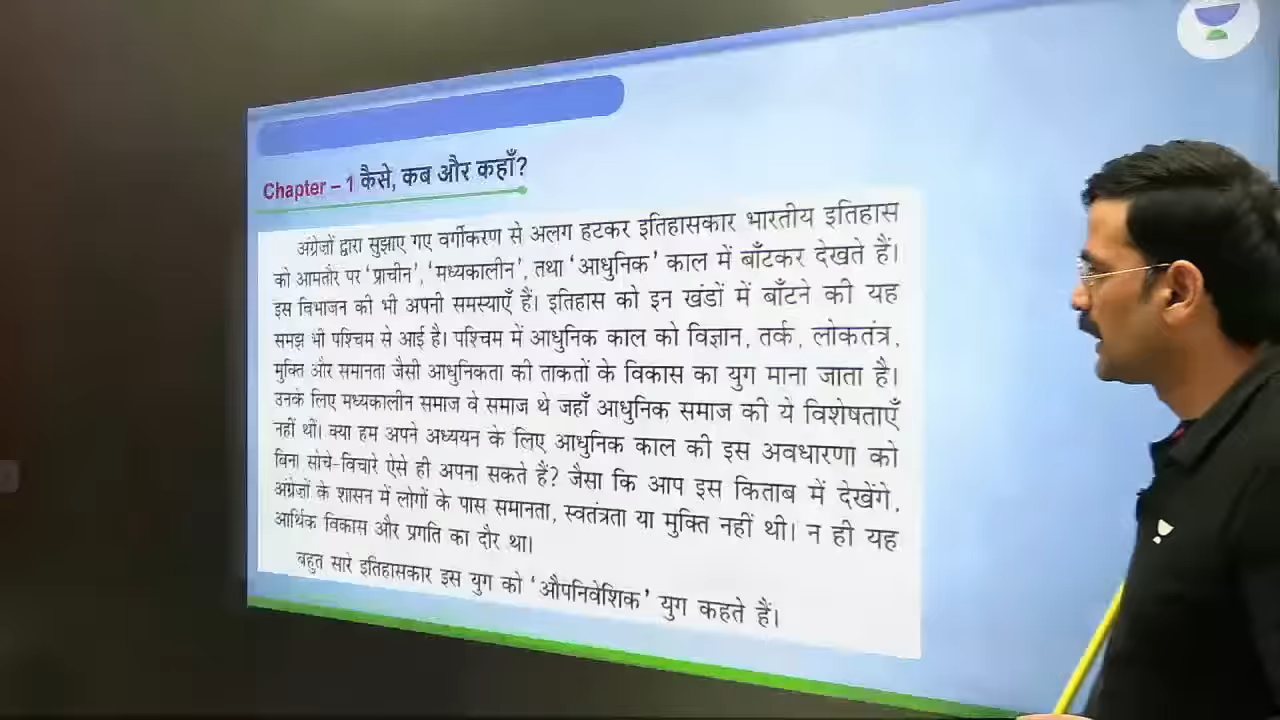 Chapter – 1 कैसे, कब और कहाँ?
अंग्रेज़ों द्वारा सुझाए गए वर्गीकरण से अलग हटकर इतिहासकार भारतीय इतिहास
को आमतौर पर ‘प्राचीन’, ‘मध्यकालीन’, तथा ‘आधुनिक’ काल में बाँटकर देखते हैं।
इस विभाजन की भी अपनी समस्याएँ हैं। इतिहास को इन खंडों में बाँटने की यह
समझ भी पश्चिम से आई है। पश्चिम में आधुनिक काल को विज्ञान, तर्क, लोकतंत्र,
मुक्ति और समानता जैसी आधुनिकता की ताकतों के विकास का युग माना जाता है।
उनके लिए मध्यकालीन समाज वे समाज थे जहाँ आधुनिक समाज की ये विशेषताएँ
नहीं थीं। क्या हम अपने अध्ययन के लिए आधुनिक काल की इस अवधारणा को
बिना सोचे-विचारे ऐसे ही अपना सकते हैं? जैसा कि आप इस किताब में देखेंगे,
अंग्रेज़ों के शासन में लोगों के पास समानता, स्वतंत्रता या मुक्ति नहीं थी। न ही यह
आर्थिक विकास और प्रगति का दौर था।
बहुत सारे इतिहासकार इस युग को ‘औपनिवेशिक’ युग कहते हैं।